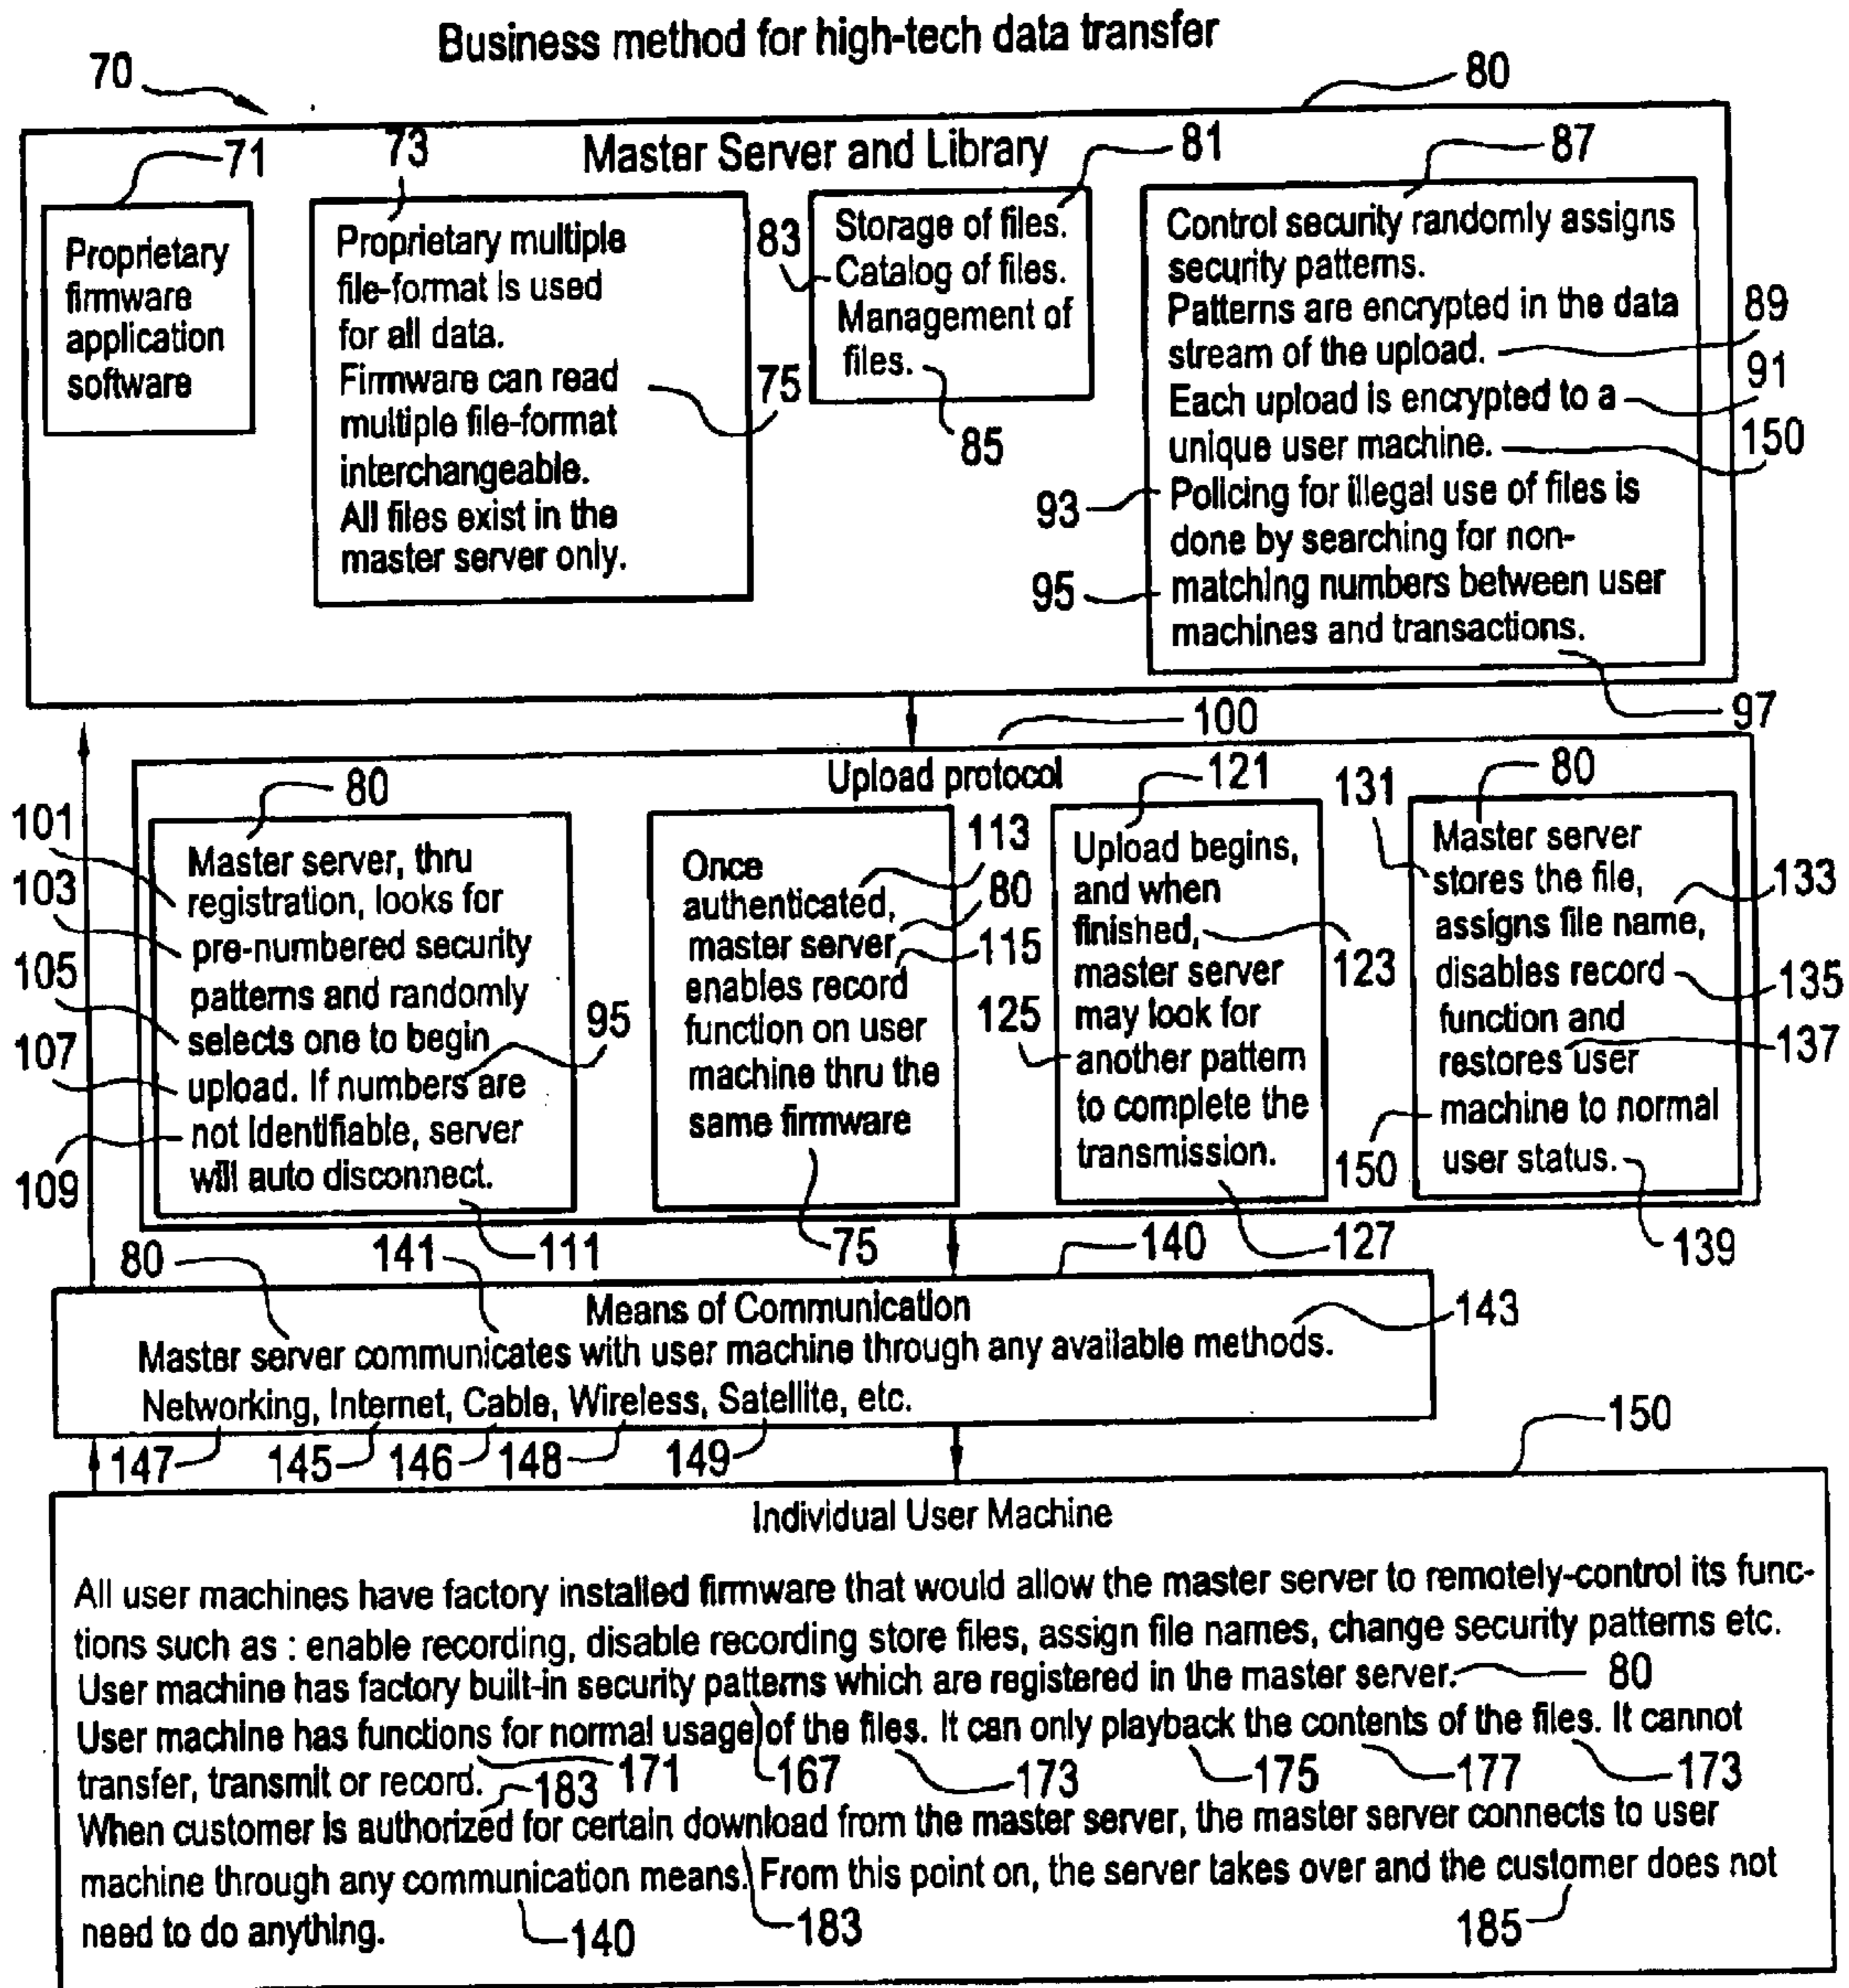 Business method for high-tech data transfer
70
80
Master Server and Library
71
73
81
87
Proprietary
firmware
application
software
Proprietary multiple
file-format is used
for all data.
Firmware can read
multiple file-format
interchangeable.
All files exist in the
master server only.
75
83
Storage of files.
Catalog of files.
Management of
files.
85
Control security randomly assigns
security patterns.
Patterns are encrypted in the data
stream of the upload.
Each upload is encrypted to a
unique user machine.
Policing for illegal use of files is
done by searching for non-
matching numbers between user
machines and transactions.
89
91
150
93
95
97
100
Upload protocol
80
101
103
105
107
109
Master server, thru
registration, looks for
pre-numbered security
patterns and randomly
selects one to begin
upload. If numbers are
not identifiable, server
will auto disconnect.
95
111
Once
authenticated,
master server
enables record
function on user
machine thru the
same firmware
113
80
115
75
121
Upload begins,
and when
finished,
master server
may look for
another pattern
to complete the
transmission.
123
125
127
131
80
Master server
stores the file,
assigns file name,
disables record
function and
restores user
machine to normal
user status.
133
135
137
150
139
80
141
140
Means of Communication
143
Master server communicates with user machine through any available methods.
Networking, Internet, Cable, Wireless, Satellite, etc.
147
145
146
148
149
150
Individual User Machine
All user machines have factory installed firmware that would allow the master server to remotely-control its func-
tions such as : enable recording, disable recording store files, assign file names, change security patterns etc.
User machine has factory built-in security patterns which are registered in the master server.
80
User machine has functions for normal usage of the files. It can only playback the contents of the files. It cannot
transfer, transmit or record.
183
171
167
173
175
177
173
When customer is authorized for certain download from the master server, the master server connects to user
machine through any communication means. From this point on, the server takes over and the customer does not
need to do anything.
140
183
185